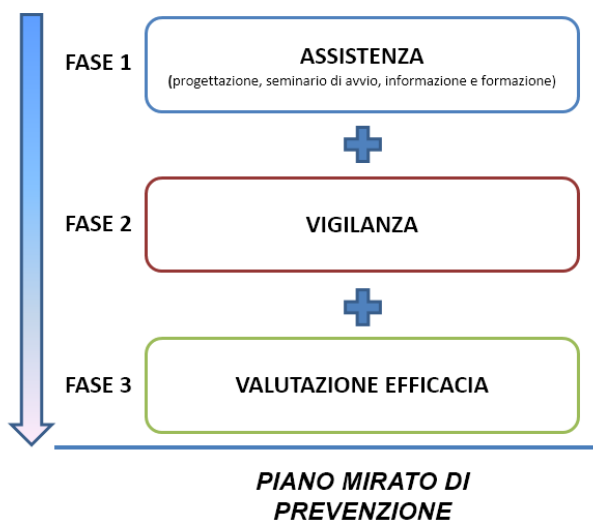 FASE 1
ASSISTENZA
(progettazione, seminario di avvio, informazione e formazione)
FASE 2
VIGILANZA
FASE 3
VALUTAZIONE EFFICACIA
PIANO MIRATO DI
PREVENZIONE